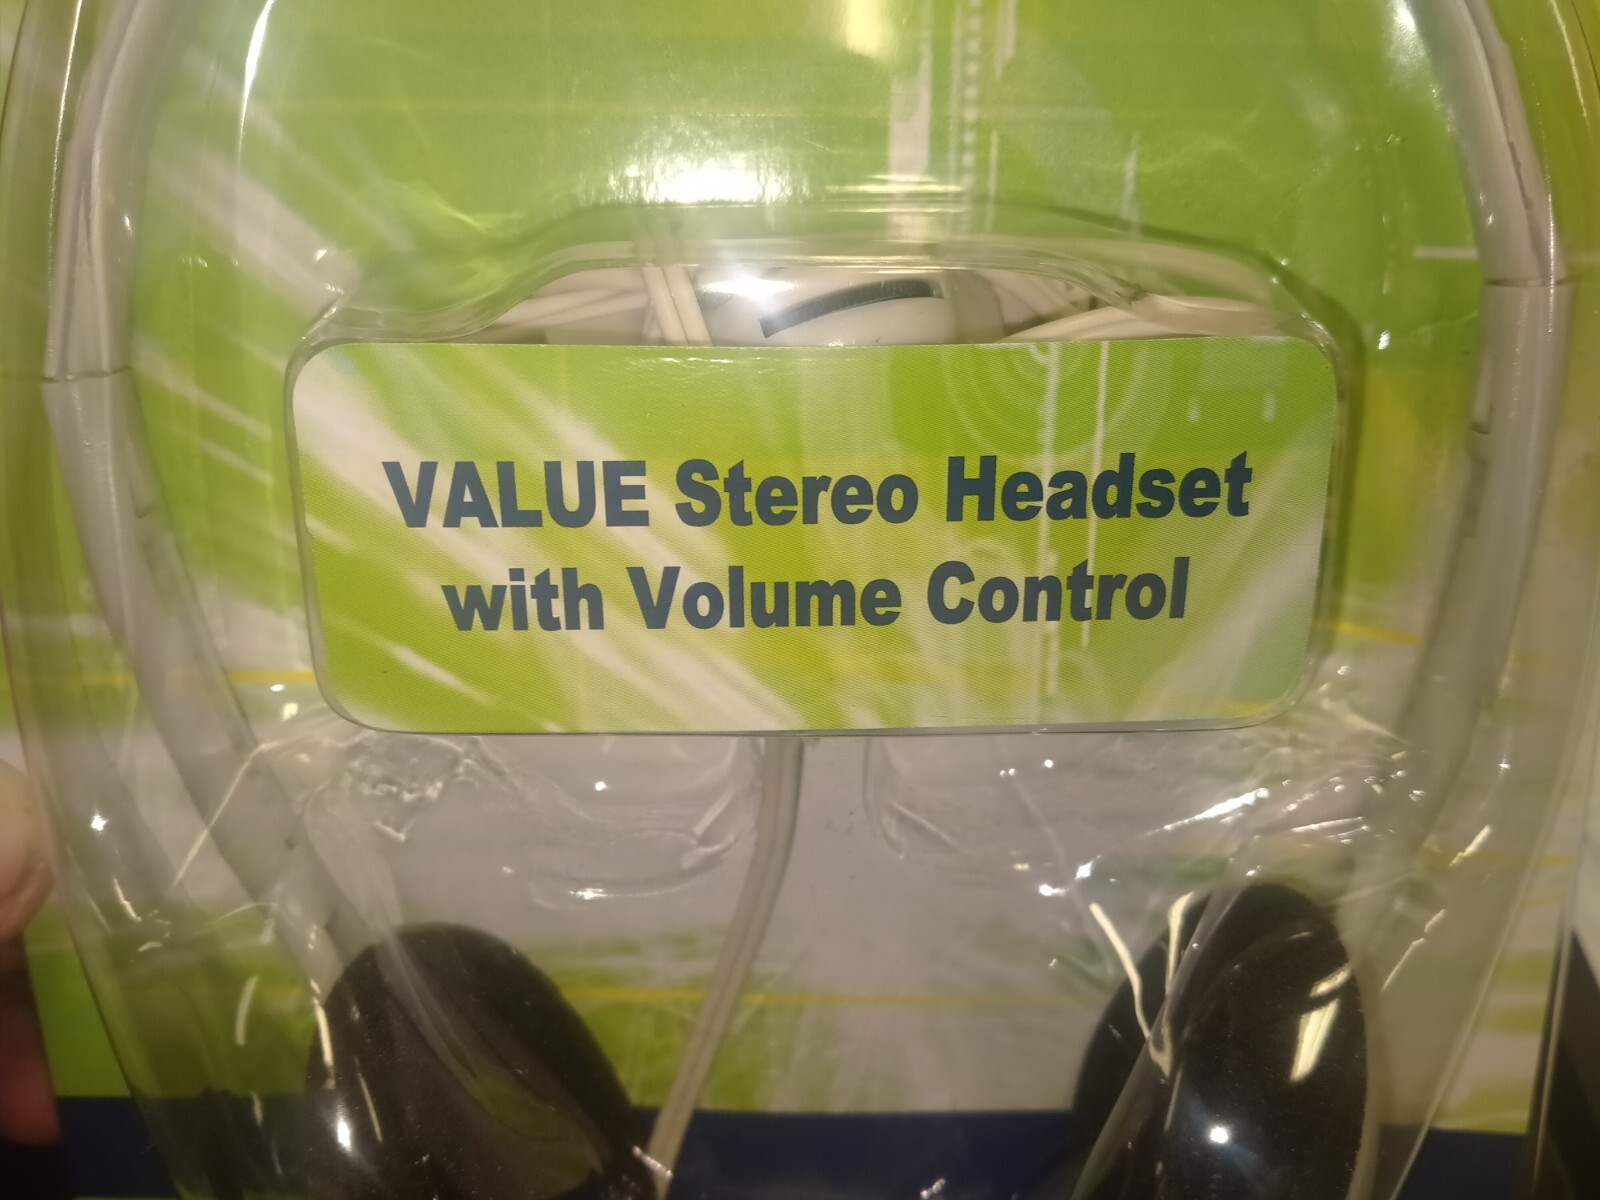 VALUE Stereo Headset
with Volume Control